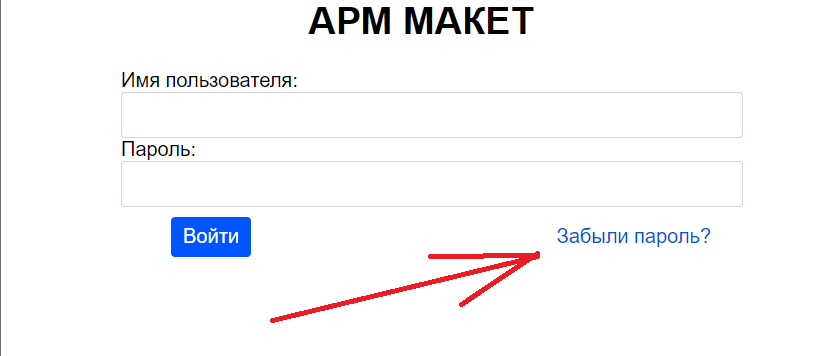 АРМ МАКЕТ
Имя пользователя:
Пароль:
Войти
Забыли пароль?